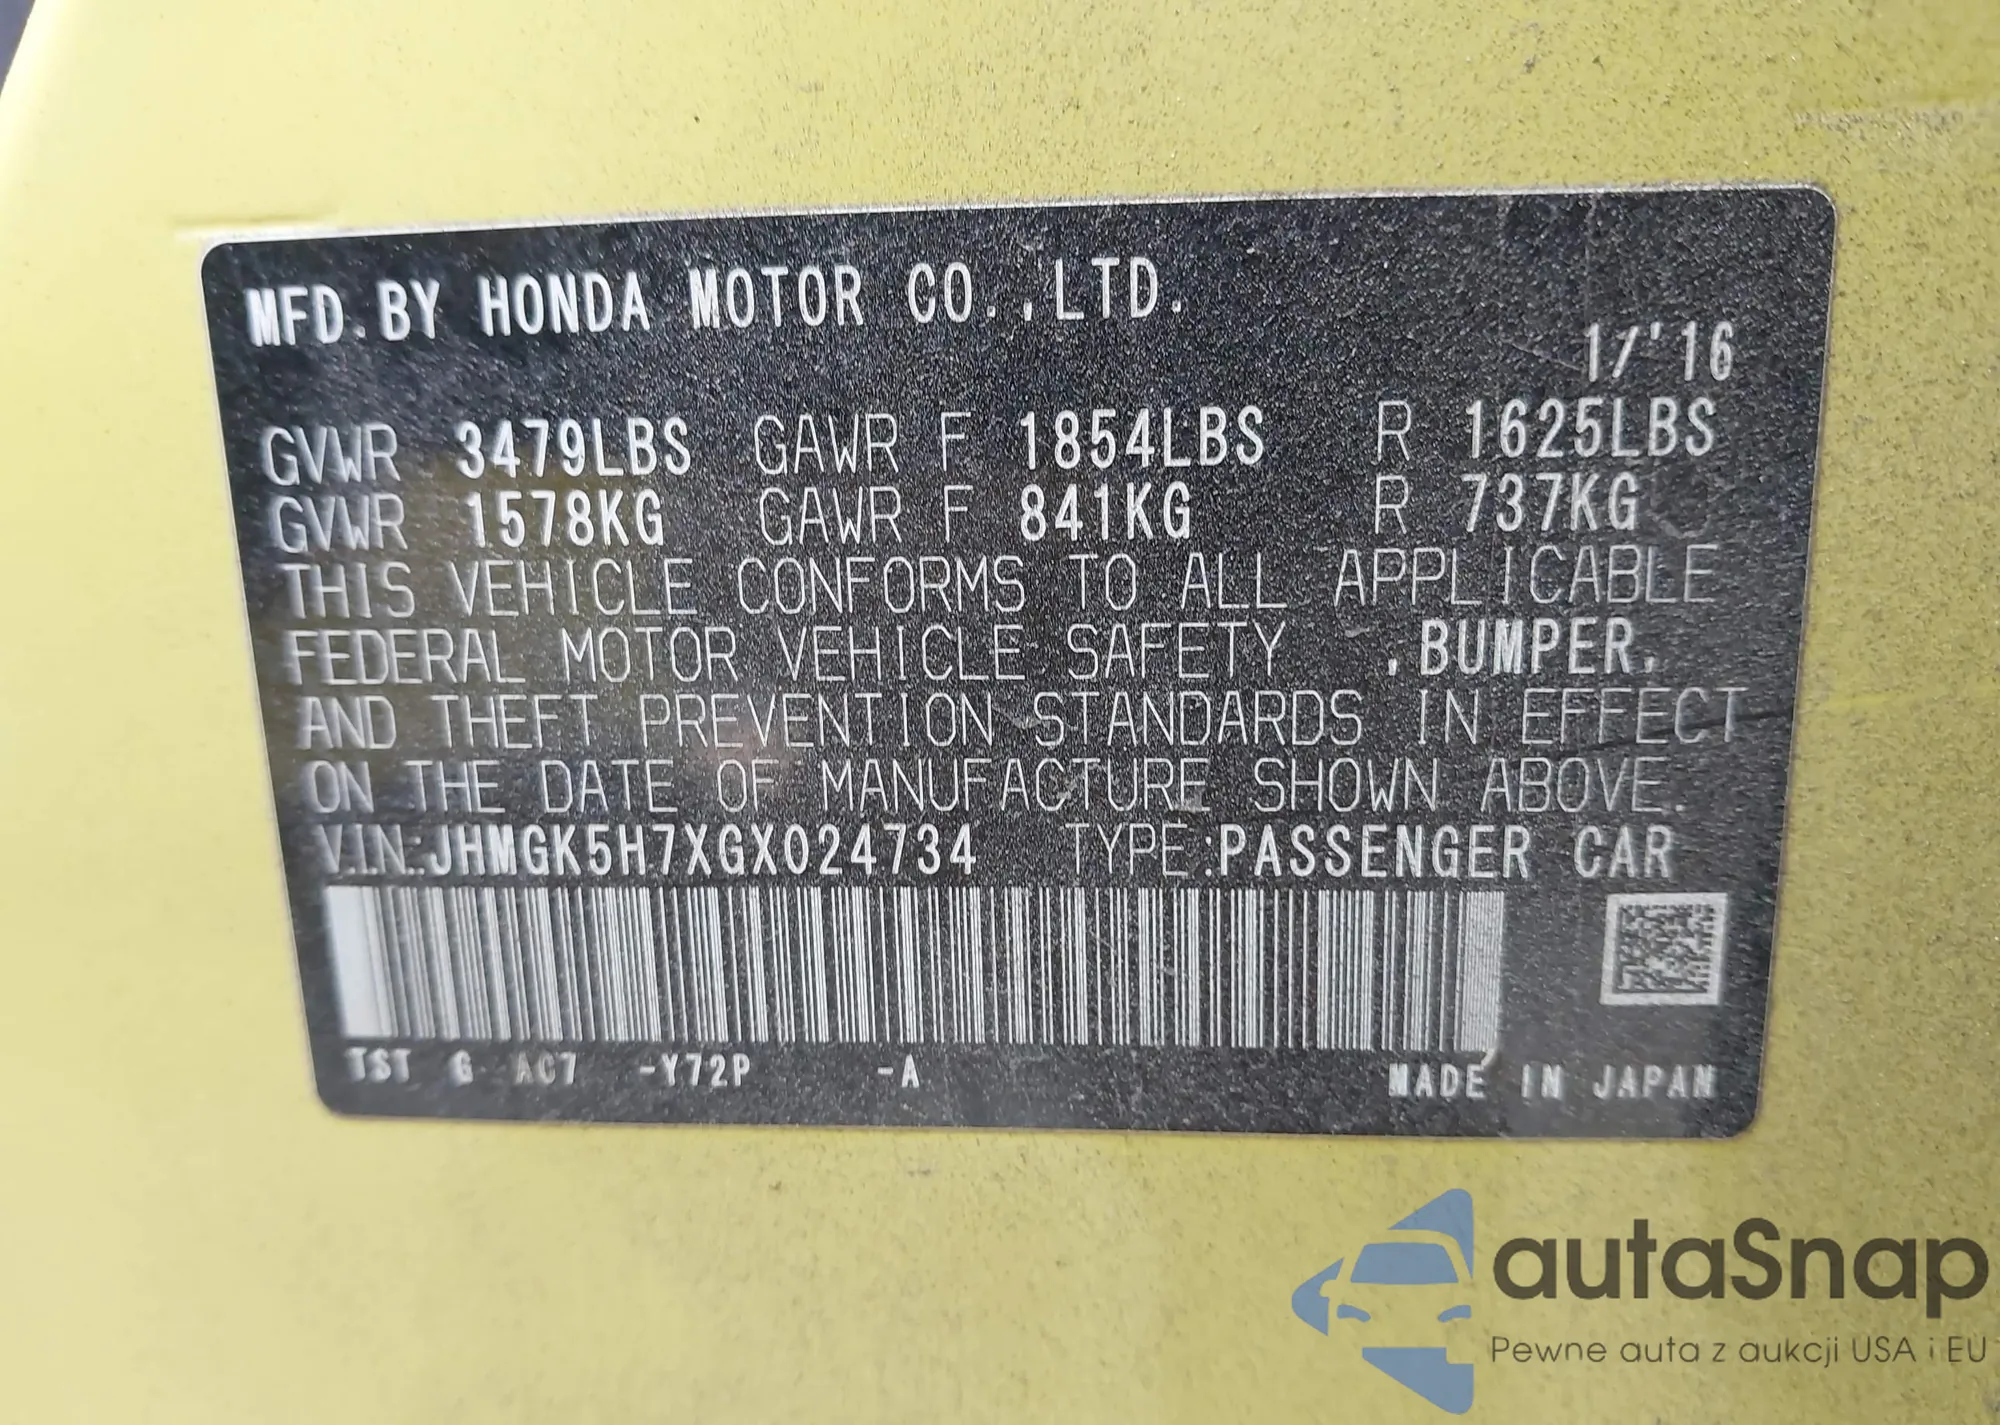 MFD.BY HONDA MOTOR CO.,LTD.
1/'16
GVWR 3479LBS GAWR F 1854LBS R 1625LBS
GVWR 1578KG GAWR F 841KG R 737KG
THIS VEHICLE CONFORMS TO ALL APPLICABLE
FEDERAL MOTOR VEHICLE SAFETY ,BUMPER,
AND THEFT PREVENTION STANDARDS IN EFFECT
ON THE DATE OF MANUFACTURE SHOWN ABOVE.
V.I.N.:JHMGK5H7XGX024734 TYPE:PASSENGER CAR
TST G AC7 -Y72P -A MADE IN JAPAN
autaSnap
Pewne auta z aukcji USA i EU